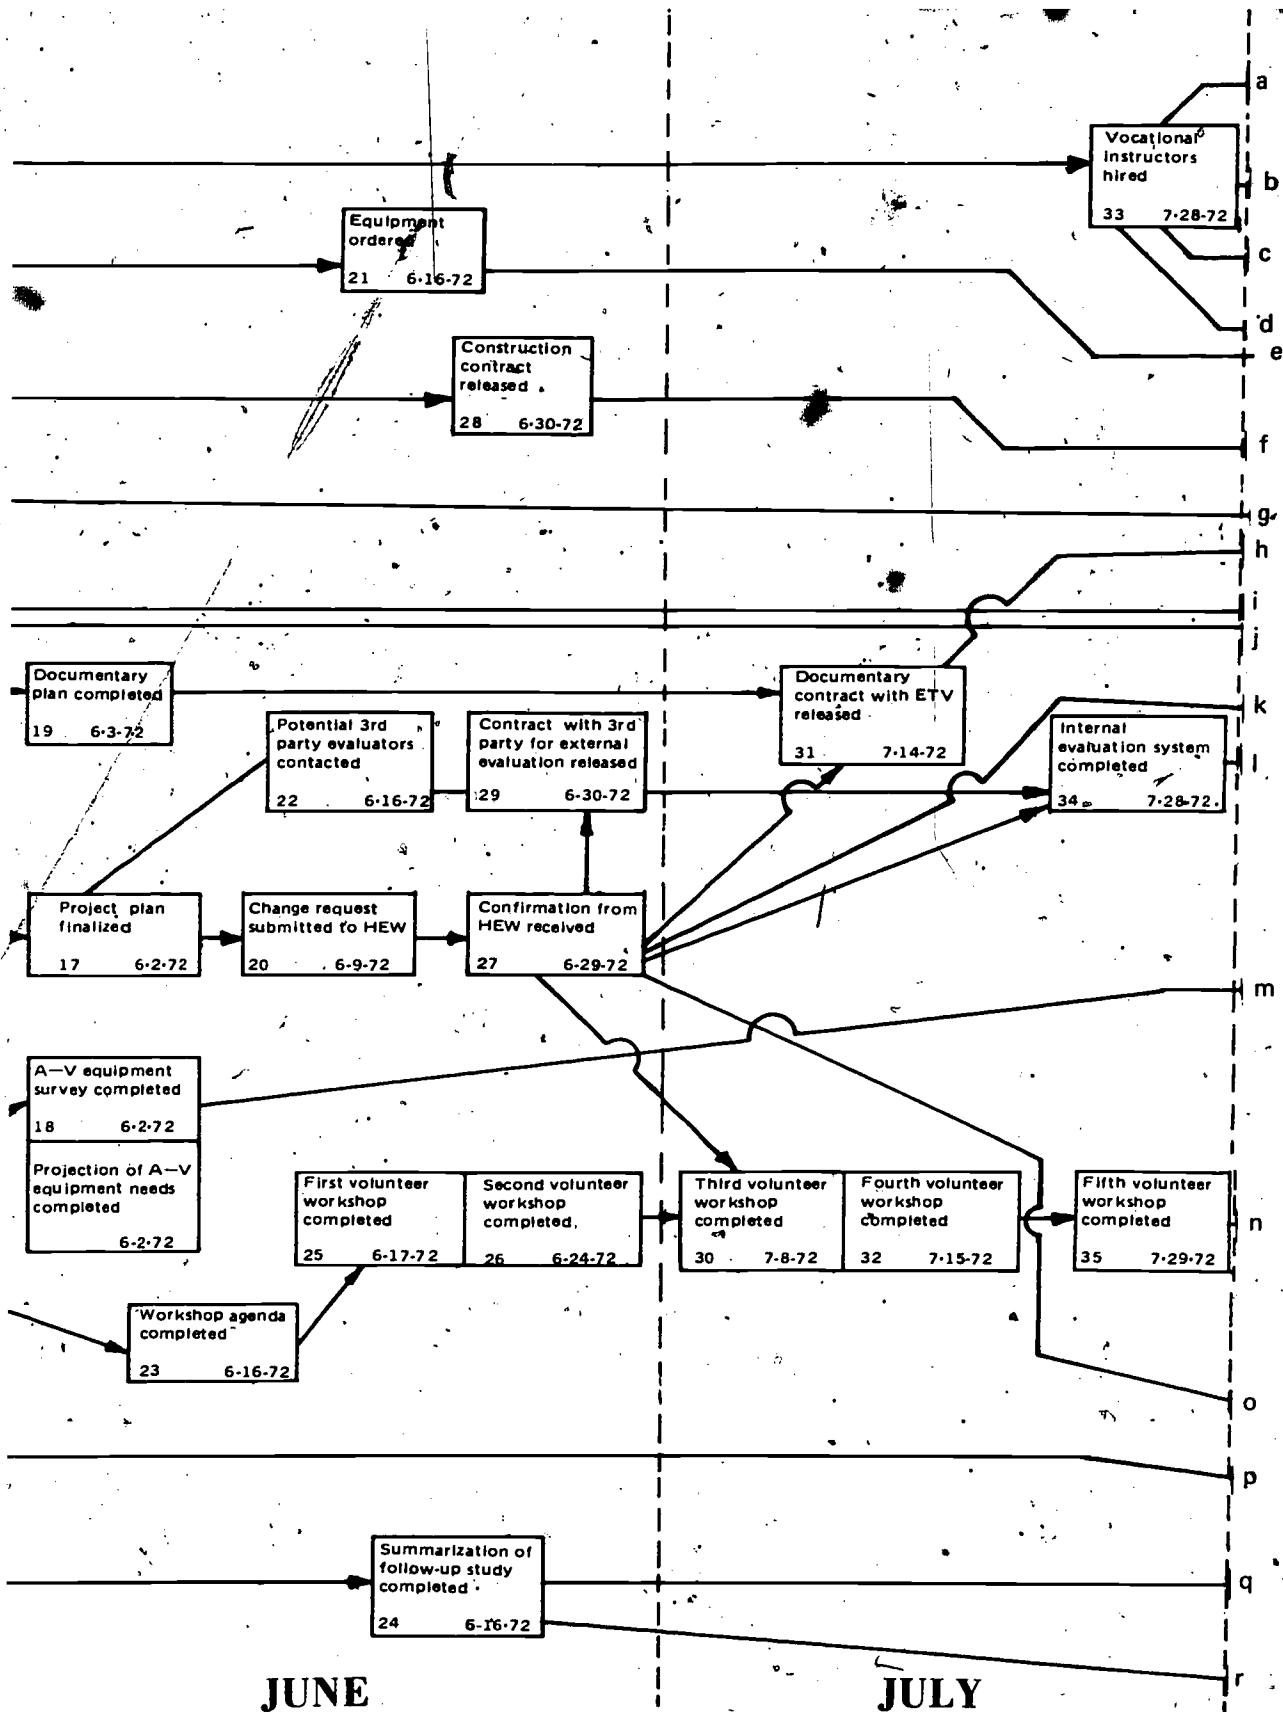 a
Vocational
instructors
hired
33 7-28-72
b
c
d
e
Equipment
ordered
21 6-16-72
Construction
contract
released
28 6-30-72
f
g
h
i
j
Documentary
plan completed
19 6-3-72
Documentary
contract with ETV
released
31 7-14-72
k
Potential 3rd
party evaluators
contacted
22 6-16-72
Contract with 3rd
party for external
evaluation released
29 6-30-72
Internal
evaluation system
completed
34 7-28-72
l
Project plan
finalized
17 6-2-72
Change request
submitted to HEW
20 6-9-72
Confirmation from
HEW received
27 6-29-72
m
A-V equipment
survey completed
18 6-2-72
Projection of A-V
equipment needs
completed
6-2-72
First volunteer
workshop
completed
25 6-17-72
Second volunteer
workshop
completed
26 6-24-72
Third volunteer
workshop
completed
30 7-8-72
Fourth volunteer
workshop
completed
32 7-15-72
Fifth volunteer
workshop
completed
35 7-29-72
n
Workshop agenda
completed
23 6-16-72
o
p
Summarization of
follow-up study
completed
24 6-16-72
q
r
JUNE
JULY